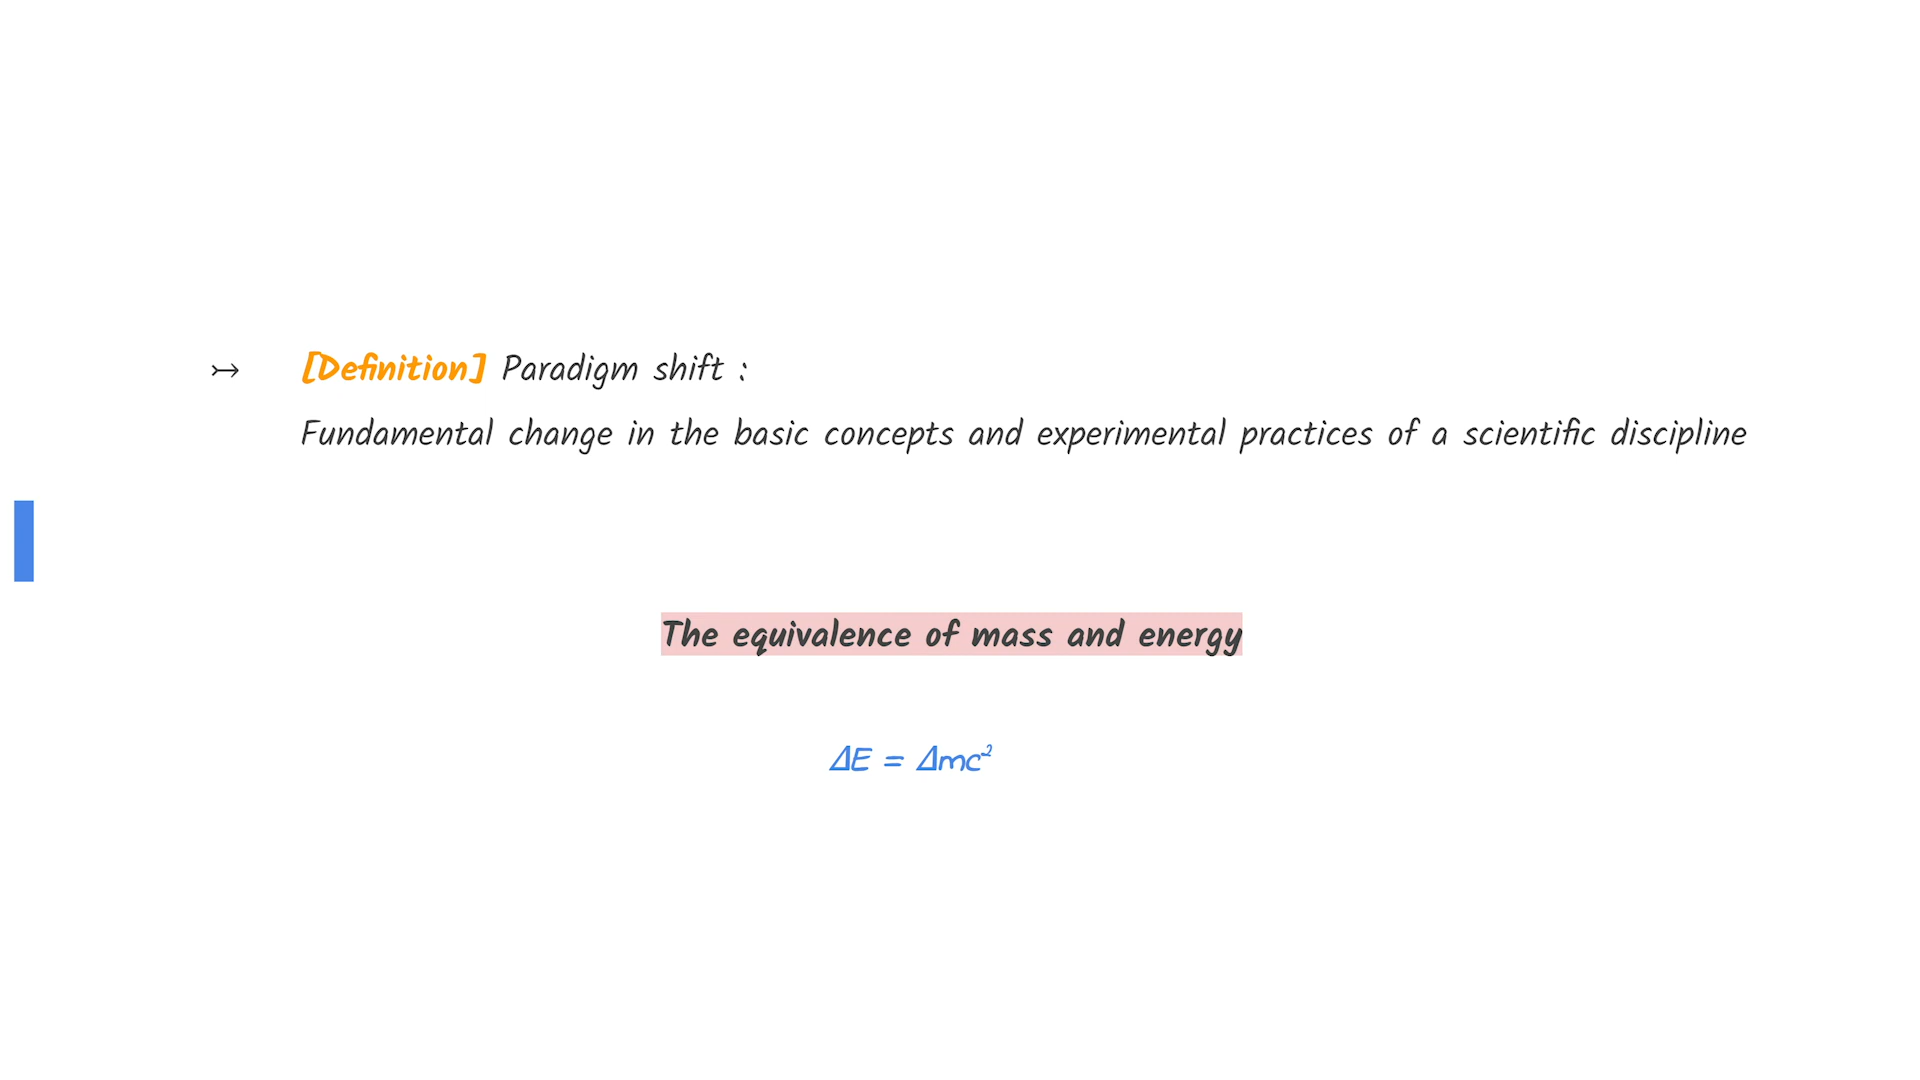 ↣ [Definition] Paradigm shift :
Fundamental change in the basic concepts and experimental practices of a scientific discipline
The equivalence of mass and energy
ΔE = Δmc²